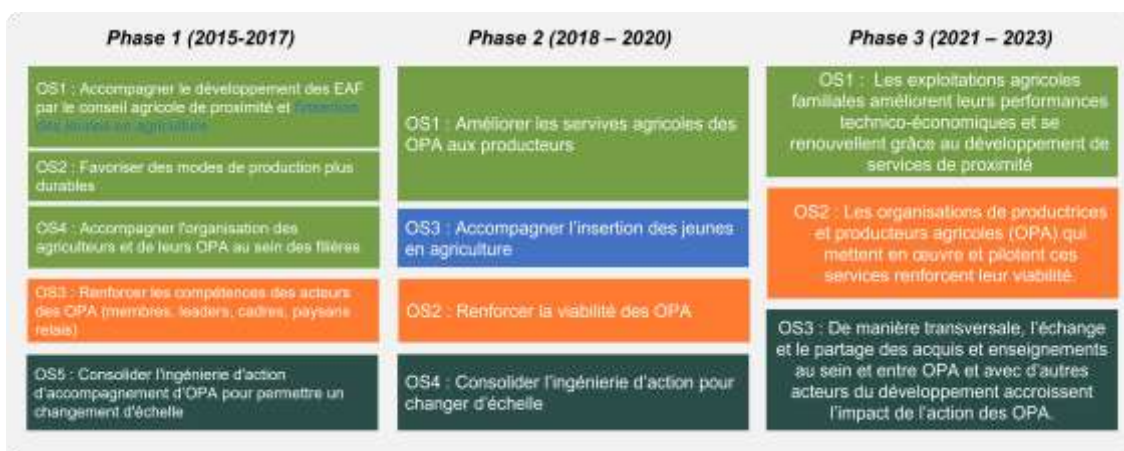 Phase 1 (2015-2017)
OS1 : Accompagner le développement des EAF
par le conseil agricole de proximité et l'insertion
des jeunes en agriculture
OS2 : Favoriser des modes de production plus
durables
OS4 : Accompagner l'organisation des
agriculteurs et de leurs OPA au sein des filières
OS3 : Renforcer les compétences des acteurs
des OPA (membres, leaders, cadres, paysans
relais)
OS5 : Consolider l'ingénierie d'action
d'accompagnement d'OPA pour permettre un
changement d'échelle
Phase 2 (2018 – 2020)
OS1 : Améliorer les servives agricoles des
OPA aux producteurs
OS3 : Accompagner l'insertion des jeunes
en agriculture
OS2 : Renforcer la viabilité des OPA
OS4 : Consolider l'ingénierie d'action pour
changer d'échelle
Phase 3 (2021 – 2023)
OS1 : Les exploitations agricoles
familiales améliorent leurs performances
technico-économiques et se
renouvellent grâce au développement de
services de proximité
OS2 : Les organisations de productrices
et producteurs agricoles (OPA) qui
mettent en œuvre et pilotent ces
services renforcent leur viabilité.
OS3 : De manière transversale, l'échange
et le partage des acquis et enseignements
au sein et entre OPA et avec d'autres
acteurs du développement accroissent
l'impact de l'action des OPA.